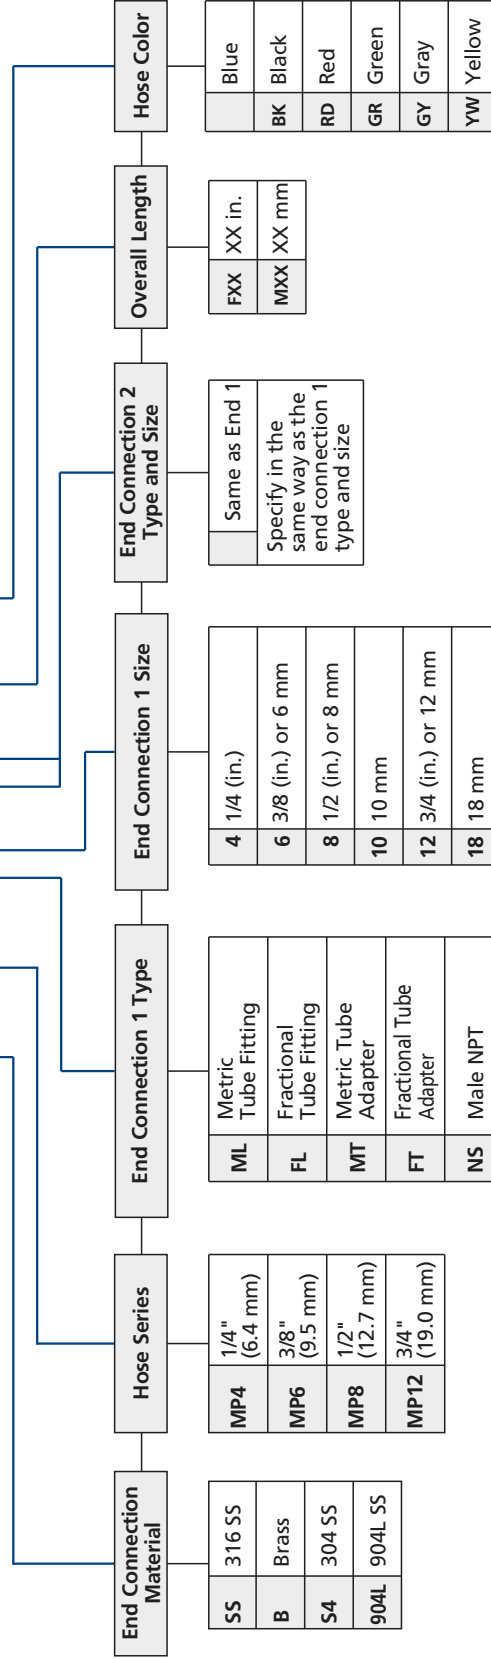 End Connection
Material
SS 316 SS
B Brass
S4 304 SS
904L 904L SS
Hose Series
MP4 1/4"
(6.4 mm)
MP6 3/8"
(9.5 mm)
MP8 1/2"
(12.7 mm)
MP12 3/4"
(19.0 mm)
End Connection 1 Type
ML Metric
Tube Fitting
FL Fractional
Tube Fitting
MT Metric Tube
Adapter
FT Fractional Tube
Adapter
NS Male NPT
End Connection 1 Size
4 1/4 (in.)
6 3/8 (in.) or 6 mm
8 1/2 (in.) or 8 mm
10 10 mm
12 3/4 (in.) or 12 mm
18 18 mm
End Connection 2
Type and Size
Same as End 1
Specify in the
same way as the
end connection 1
type and size
Overall Length
FXX XX in.
MXX XX mm
Hose Color
Blue
BK Black
RD Red
GR Green
GY Gray
YW Yellow